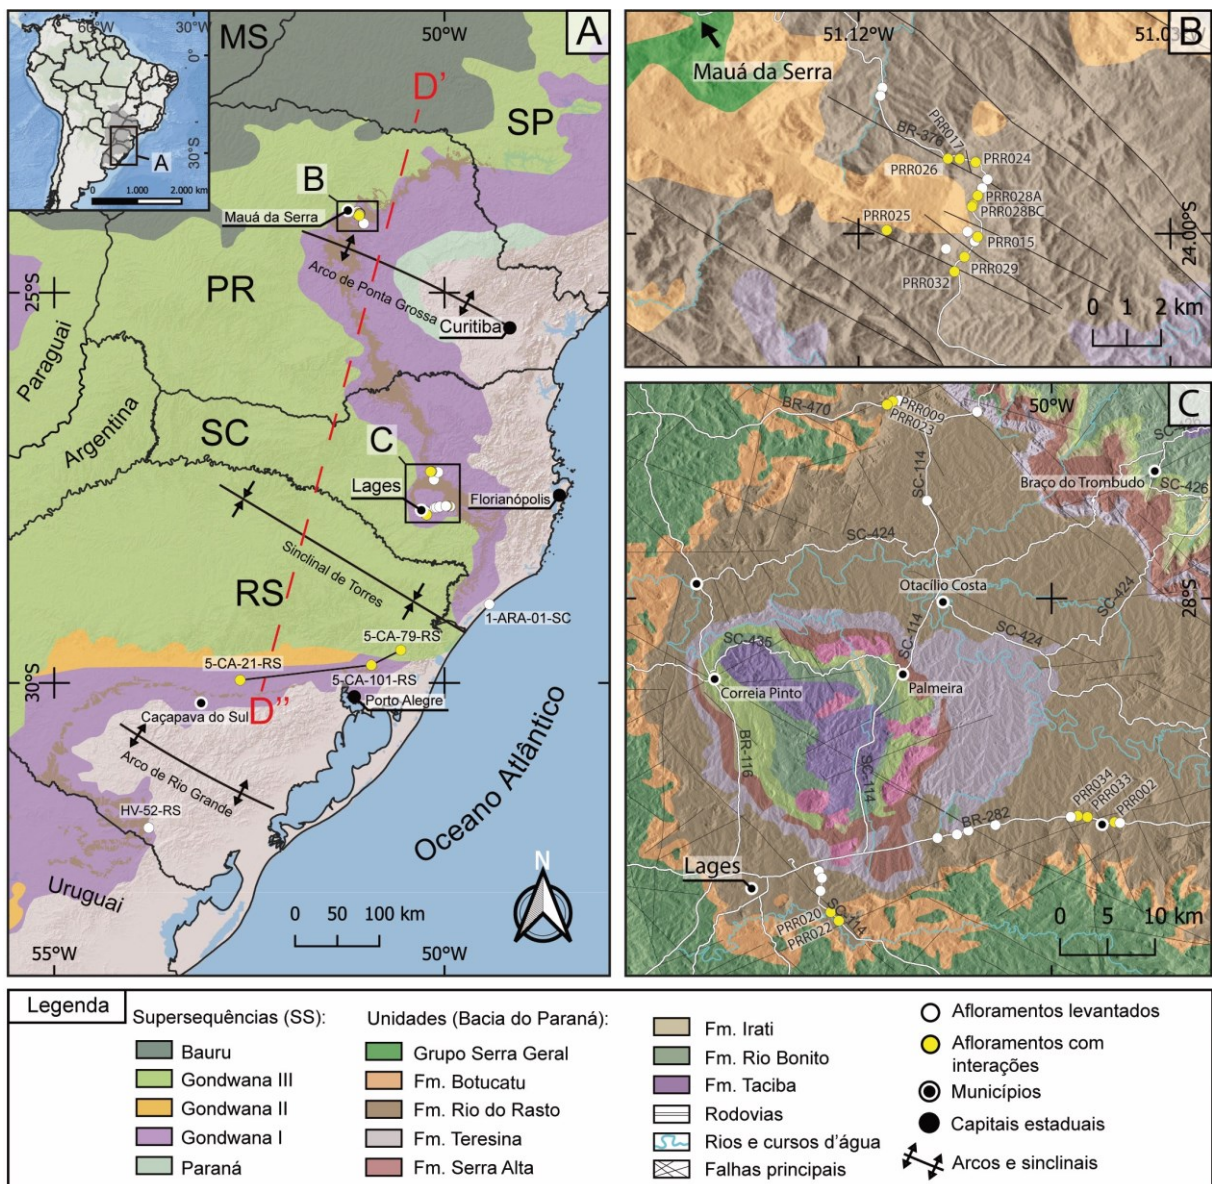 60°W
30°W
0°
30°S
A
0
1.000
2.000 km
MS
50°W
A
D'
SP
B
Mauá da Serra
Arco de Ponta Grossa
PR
25°S
Curitiba
Paraguai
Argentina
SC
C
Lages
Florianópolis
Sinclinal de Torres
RS
1-ARA-01-SC
5-CA-79-RS
5-CA-21-RS
5-CA-101-RS
30°S
D''
Porto Alegre
Caçapava do Sul
Arco de Rio Grande
HV-52-RS
Oceano Atlântico
Uruguai
N
0 50 100 km
55°W
50°W
51.12°W
51.03°W
B
Mauá da Serra
BR-376
PRR017
PRR024
PRR026
PRR028A
PRR028BC
PRR025
PRR015
24.00°S
PRR029
PRR032
0 1 2 km
50°W
C
BR-470
PRR009
PRR023
SC-114
Braço do Trombudo
SC-426
SC-424
Otacílio Costa
28°S
SC-424
SC-424
SC-114
SC-435
Correia Pinto
Palmeira
BR-116
SC-114
PRR034
PRR033
PRR002
BR-282
Lages
PRR020
PRR022
SC-114
0 5 10 km
Legenda
Supersequências (SS):
Bauru
Gondwana III
Gondwana II
Gondwana I
Paraná
Unidades (Bacia do Paraná):
Grupo Serra Geral
Fm. Botucatu
Fm. Rio do Rasto
Fm. Teresina
Fm. Serra Alta
Fm. Irati
Fm. Rio Bonito
Fm. Taciba
Rodovias
Rios e cursos d'água
Falhas principais
Afloramentos levantados
Afloramentos com
interações
Municípios
Capitais estaduais
Arcos e sinclinais